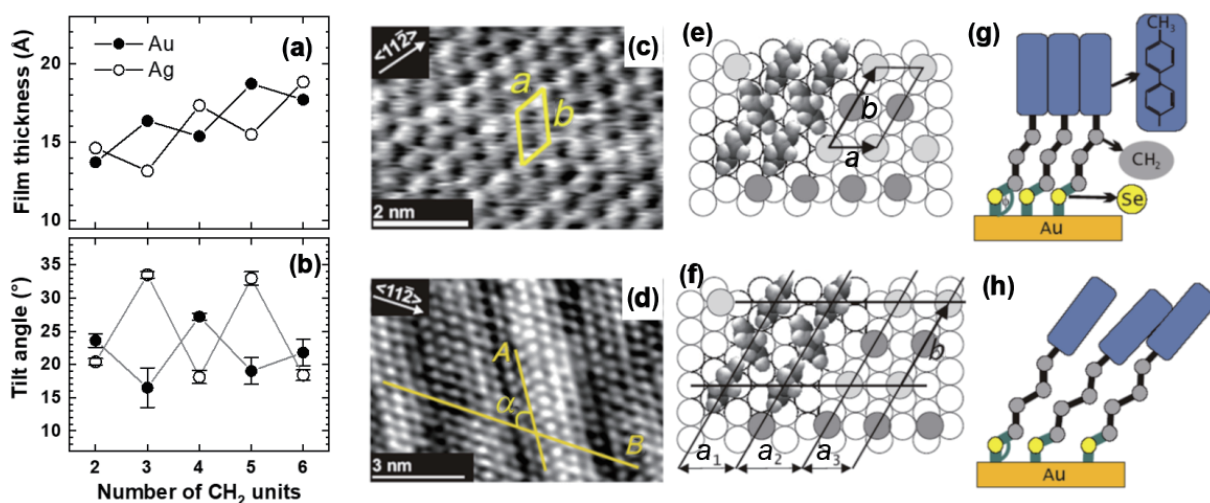 (a)
Au
Ag
Film thickness (Å)
20
15
10
(b)
Tilt angle (°)
35
30
25
20
15
10
2 3 4 5 6
Number of CH₂ units
<112̄>
(c)
a
b
2 nm
<112̄>
(d)
A
α
B
3 nm
(e)
b
a
(f)
b
a₁ a₂ a₃
(g)
CH₃
CH₂
Se
Au
(h)
Au